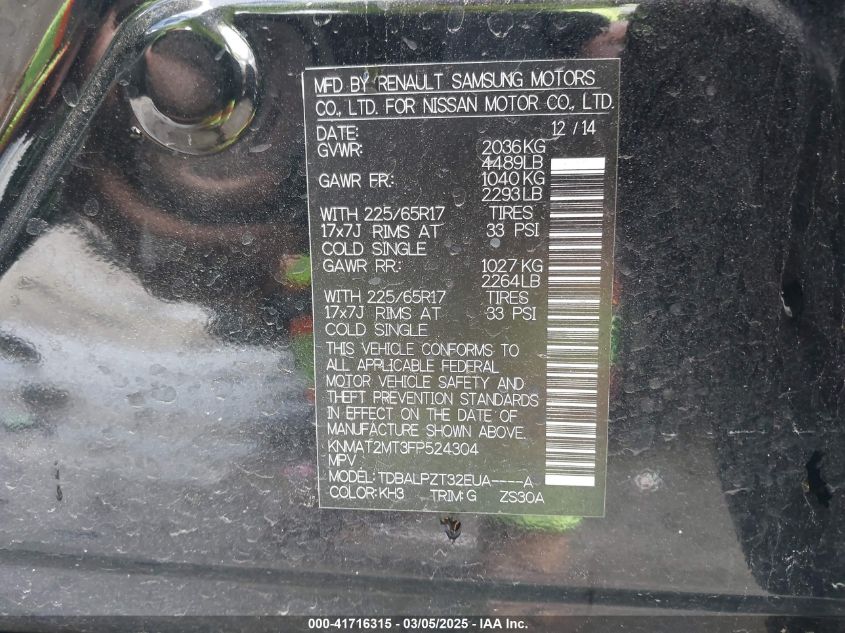 MFD BY RENAULT SAMSUNG MOTORS
CO., LTD. FOR NISSAN MOTOR CO., LTD.
DATE: 12 / 14
GVWR: 2036KG
4489LB
GAWR FR.: 1040KG
2293LB
WITH 225/65R17 TIRES
17x7J RIMS AT 33 PSI
COLD SINGLE
GAWR RR.: 1027KG
2264LB
WITH 225/65R17 TIRES
17x7J RIMS AT 33 PSI
COLD SINGLE
THIS VEHICLE CONFORMS TO
ALL APPLICABLE FEDERAL
MOTOR VEHICLE SAFETY AND
THEFT PREVENTION STANDARDS
IN EFFECT ON THE DATE OF
MANUFACTURE SHOWN ABOVE.
KNMAT2MT3FP524304
MPV
MODEL: TDBALPZT32EUA----A
COLOR: KH3 TRIM: G ZS30A
000-41716315 - 03/05/2025 - IAA Inc.